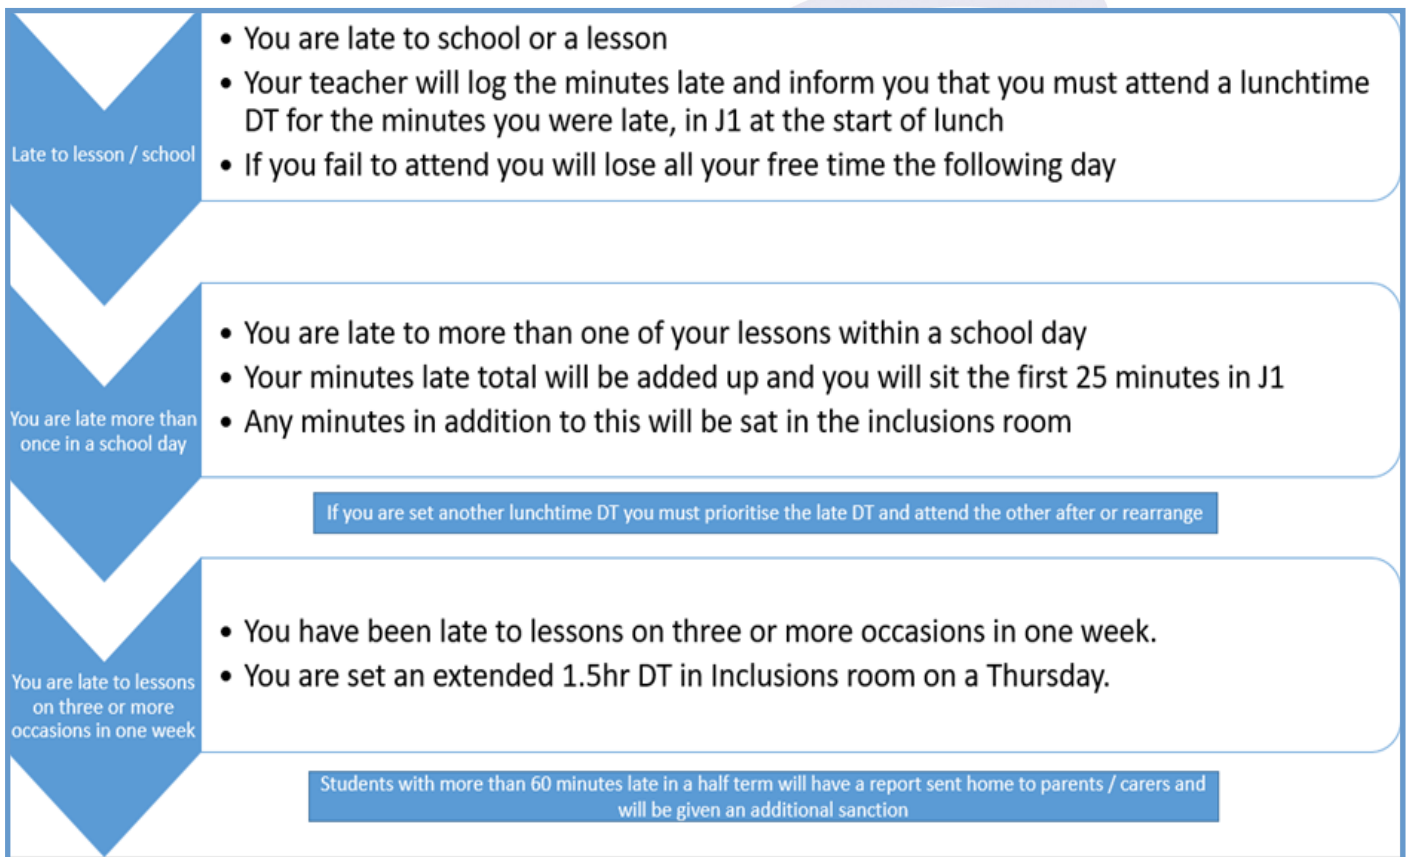 • You are late to school or a lesson
• Your teacher will log the minutes late and inform you that you must attend a lunchtime
DT for the minutes you were late, in J1 at the start of lunch
• If you fail to attend you will lose all your free time the following day
Late to lesson / school
• You are late to more than one of your lessons within a school day
• Your minutes late total will be added up and you will sit the first 25 minutes in J1
• Any minutes in addition to this will be sat in the inclusions room
You are late more than
once in a school day
If you are set another lunchtime DT you must prioritise the late DT and attend the other after or rearrange
• You have been late to lessons on three or more occasions in one week.
• You are set an extended 1.5hr DT in Inclusions room on a Thursday.
You are late to lessons
on three or more
occasions in one week
Students with more than 60 minutes late in a half term will have a report sent home to parents / carers and
will be given an additional sanction